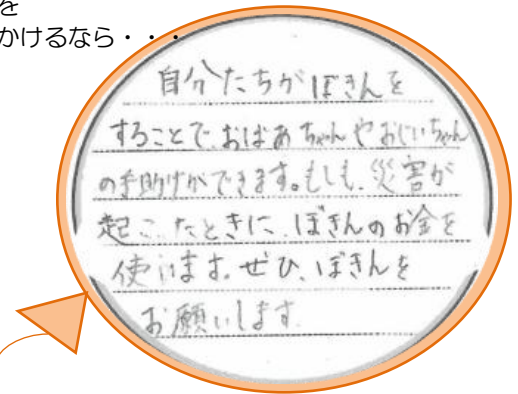 を
かけるなら・・・
自分たちがぼきんを
することで、おばあちゃんやおじいちゃん
の手助けができます。もしも、災害が
起こったときに、ぼきんのお金を
使います。ぜひ、ぼきんを
お願いします。